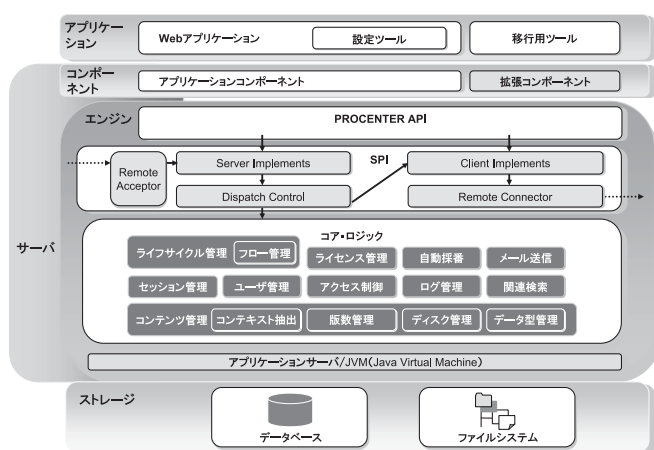 アプリケー
ション
Webアプリケーション
設定ツール
移行用ツール
コンポー
ネント
アプリケーションコンポーネント
拡張コンポーネント
サーバ
エンジン
PROCENTER API
Remote
Acceptor
Server Implements
SPI
Client Implements
Dispatch Control
Remote Connector
コア・ロジック
ライフサイクル管理
フロー管理
ライセンス管理
自動採番
メール送信
セッション管理
ユーザ管理
アクセス制御
ログ管理
関連検索
コンテンツ管理
コンテキスト抽出
版数管理
ディスク管理
データ型管理
アプリケーションサーバ/JVM(Java Virtual Machine)
ストレージ
データベース
ファイルシステム